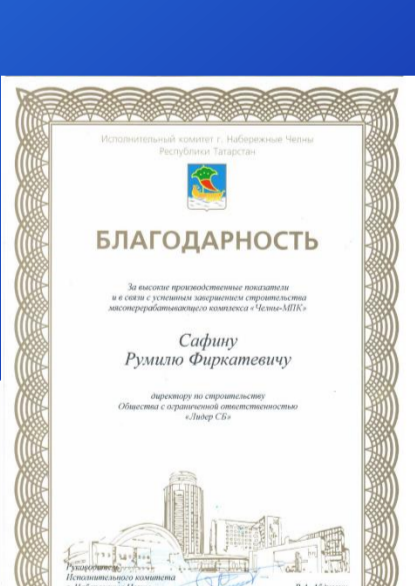 Исполнительный комитет г. Набережные Челны
Республики Татарстан
БЛАГОДАРНОСТЬ
За высокие производственные показатели
и в связи с успешным завершением строительства
мясоперерабатывающего комплекса «Челны-МПК»
Сафину
Румилю Фиркатевичу
директору по строительству
Общества с ограниченной ответственностью
«Лидер СБ»
Руководитель
Исполнительного комитета